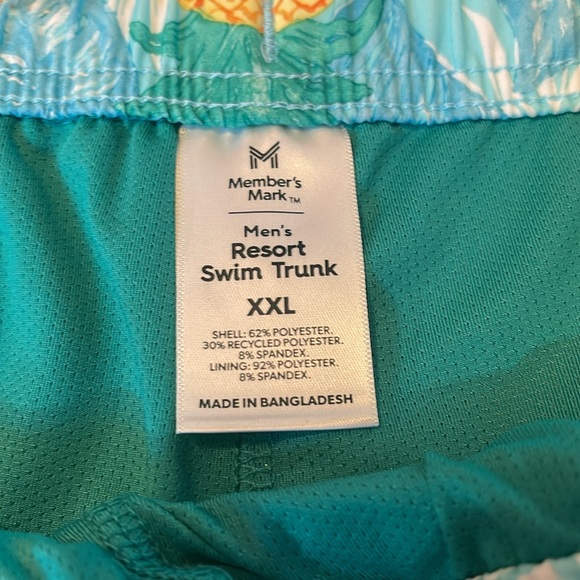 Member's
Mark™
Men's
Resort
Swim Trunk
XXL
SHELL: 62% POLYESTER.
30% RECYCLED POLYESTER.
8% SPANDEX.
LINING: 92% POLYESTER.
8% SPANDEX.
MADE IN BANGLADESH